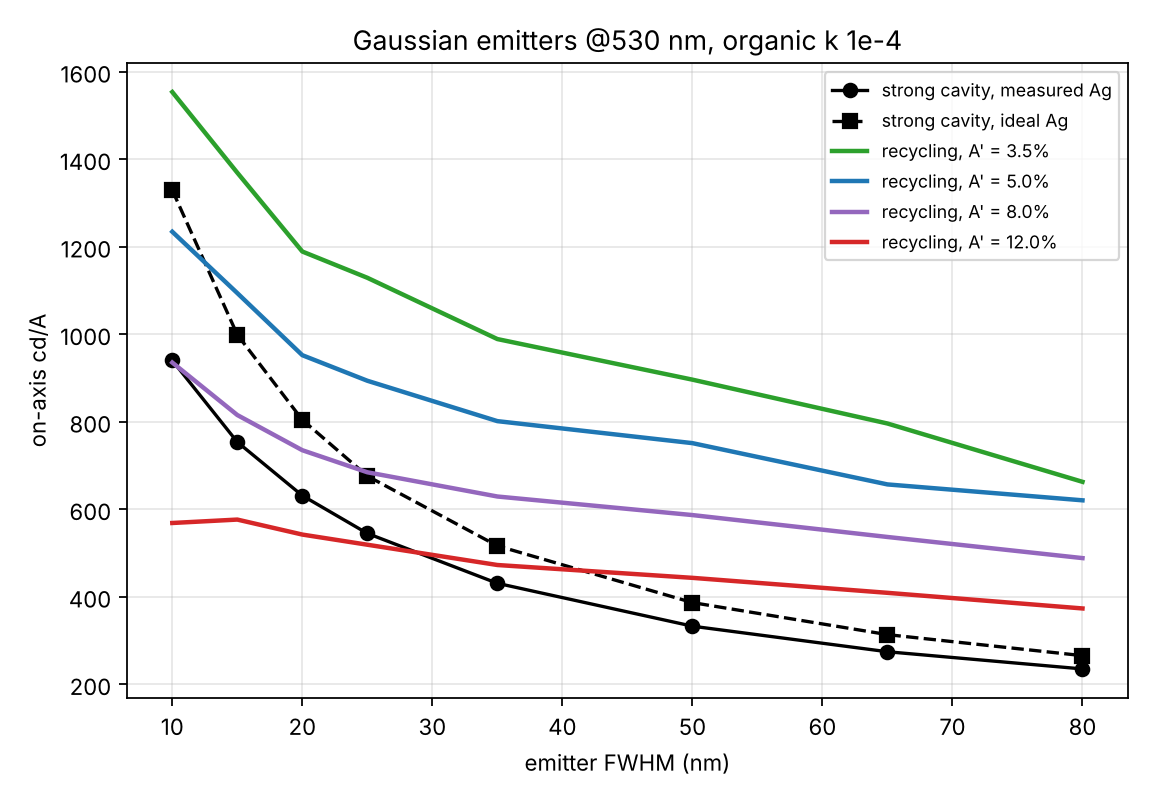 Gaussian emitters @530 nm, organic k 1e-4
1600
1400
1200
1000
800
600
400
200
on-axis cd/A
strong cavity, measured Ag
strong cavity, ideal Ag
recycling, A' = 3.5%
recycling, A' = 5.0%
recycling, A' = 8.0%
recycling, A' = 12.0%
10 20 30 40 50 60 70 80
emitter FWHM (nm)